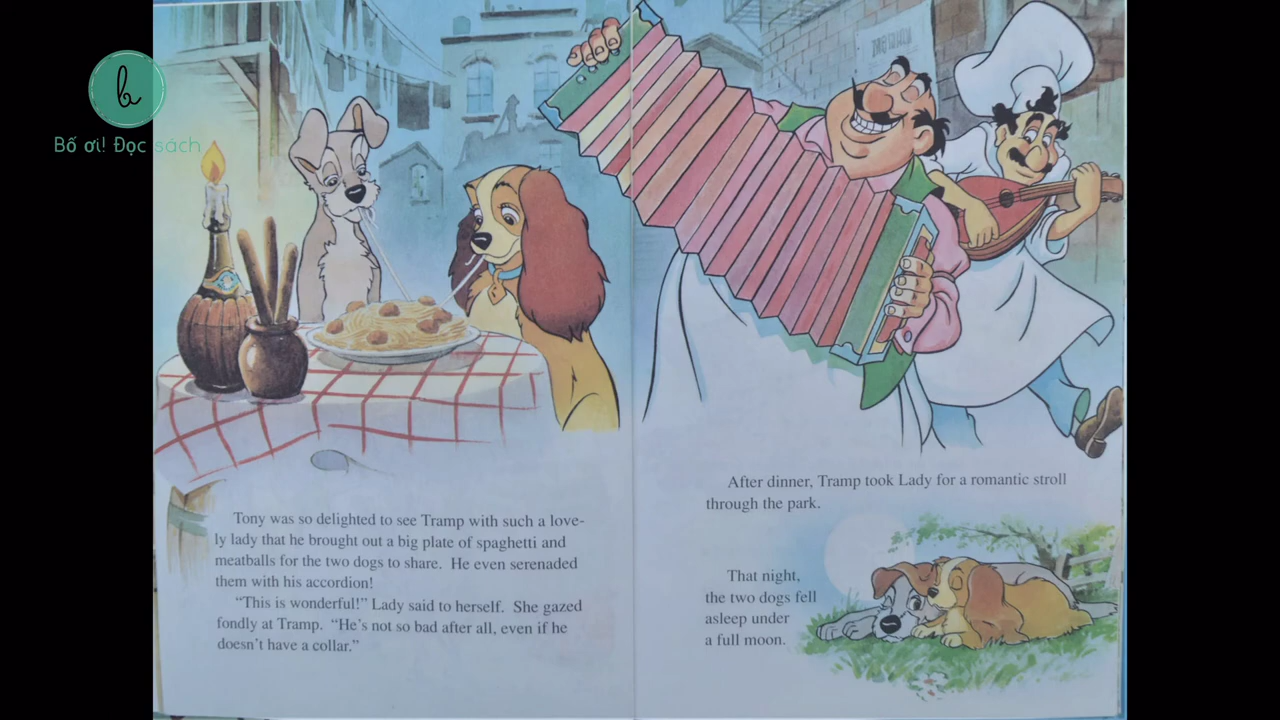 b
Bố ơi! Đọc sách
Tony was so delighted to see Tramp with such a love-
ly lady that he brought out a big plate of spaghetti and
meatballs for the two dogs to share.  He even serenaded
them with his accordion!
“This is wonderful!” Lady said to herself.  She gazed
fondly at Tramp.  “He’s not so bad after all, even if he
doesn’t have a collar.”
After dinner, Tramp took Lady for a romantic stroll
through the park.
That night,
the two dogs fell
asleep under
a full moon.